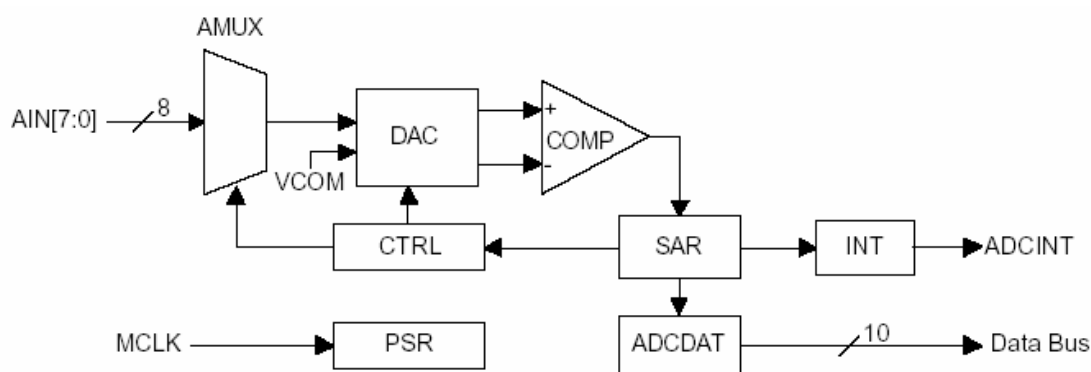 AMUX
AIN[7:0]
8
DAC
VCOM
+
COMP
-
CTRL
SAR
INT
ADCINT
MCLK
PSR
ADCDAT
10
Data Bus